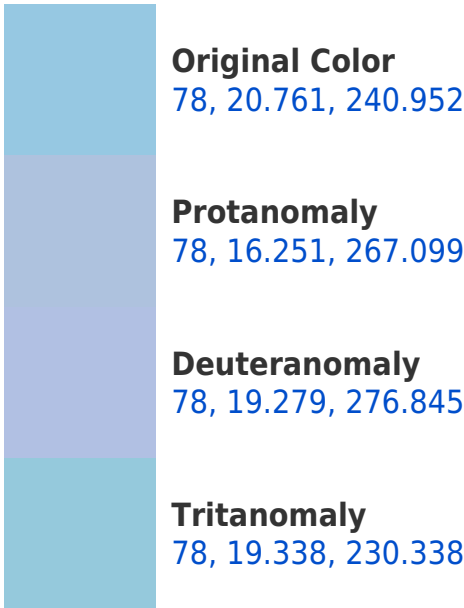 Original Color
78, 20.761, 240.952
Protanomaly
78, 16.251, 267.099
Deuteranomaly
78, 19.279, 276.845
Tritanomaly
78, 19.338, 230.338